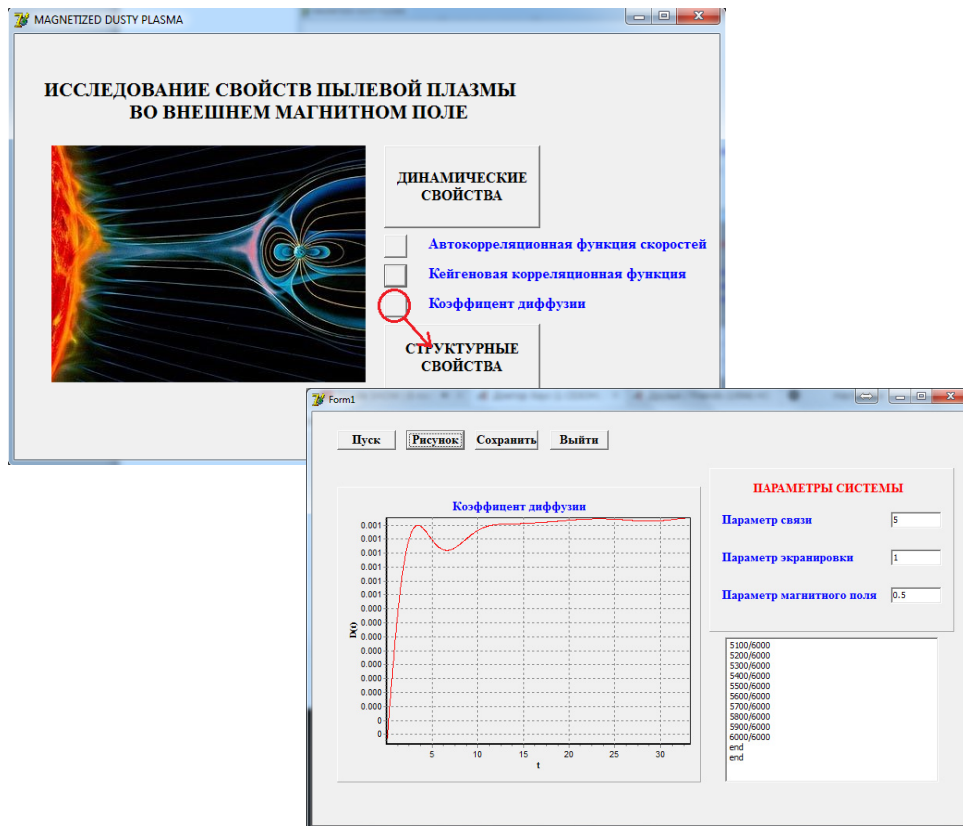 MAGNETIZED DUSTY PLASMA
ИССЛЕДОВАНИЕ СВОЙСТВ ПЫЛЕВОЙ ПЛАЗМЫ
ВО ВНЕШНЕМ МАГНИТНОМ ПОЛЕ
ДИНАМИЧЕСКИЕ
СВОЙСТВА
Автокорреляционная функция скоростей
Кейгеновая корреляционная функция
Коэффицент диффузии
СТРУКТУРНЫЕ
СВОЙСТВА
Form1
Пуск Рисунок Сохранить Выйти
Коэффицент диффузии
0.001
0.001
0.001
0.001
0.001
0.001
0.000
0.000
0.000
0.000
0.000
0.000
0.000
0.000
0
0
D(t)
5 10 15 20 25 30
t
ПАРАМЕТРЫ СИСТЕМЫ
Параметр связи 5
Параметр экранировки 1
Параметр магнитного поля 0.5
5100/6000
5200/6000
5300/6000
5400/6000
5500/6000
5600/6000
5700/6000
5800/6000
5900/6000
6000/6000
end
end